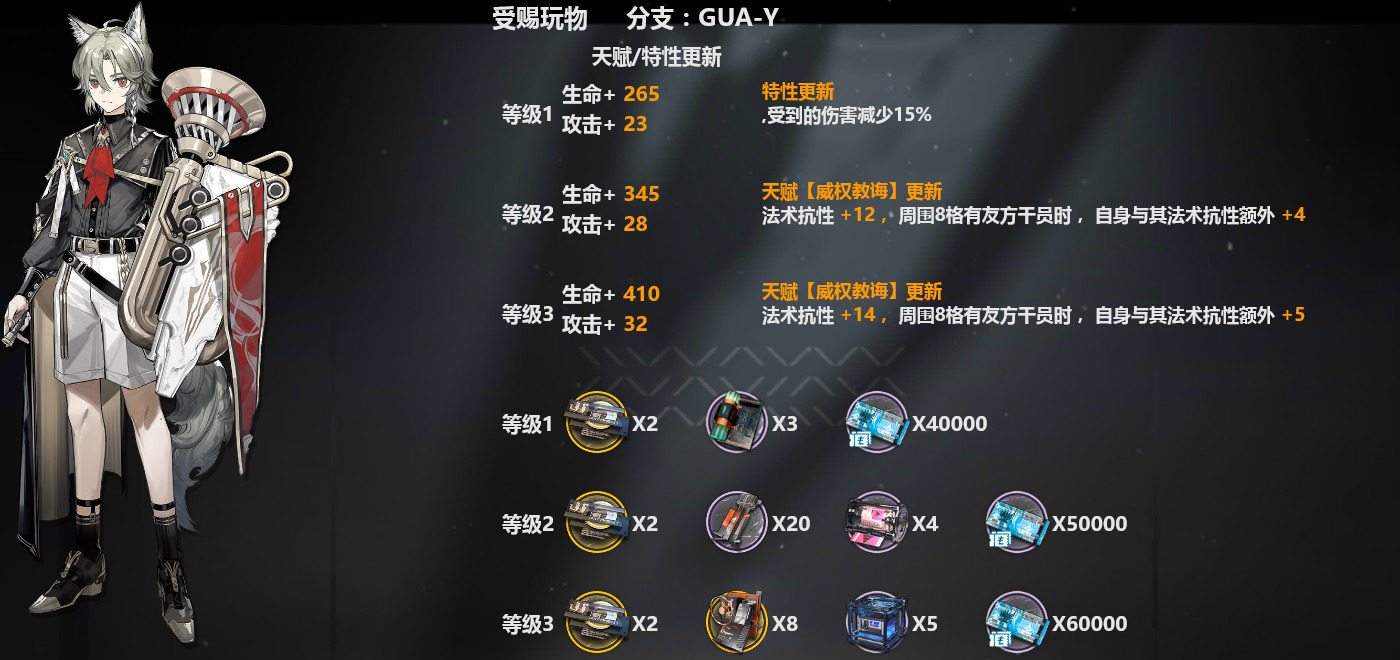 受赐玩物 分支：GUA-Y
天赋/特性更新
等级1
生命+ 265
攻击+ 23
特性更新
,受到的伤害减少15%
等级2
生命+ 345
攻击+ 28
天赋【威权教诲】更新
法术抗性 +12 ，周围8格有友方干员时，自身与其法术抗性额外 +4
等级3
生命+ 410
攻击+ 32
天赋【威权教诲】更新
法术抗性 +14 ，周围8格有友方干员时，自身与其法术抗性额外 +5
等级1 X2 X3 X40000
等级2 X2 X20 X4 X50000
等级3 X2 X8 X5 X60000